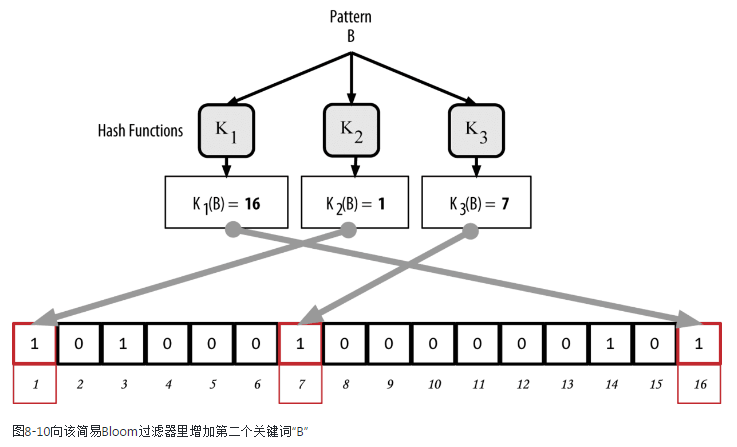 Pattern
B
Hash Functions
K1 K2 K3
K1(B) = 16 K2(B) = 1 K3(B) = 7
1 0 1 0 0 0 1 0 0 0 0 0 0 1 0 1
1 2 3 4 5 6 7 8 9 10 11 12 13 14 15 16
图8-10向该简易Bloom过滤器里增加第二个关键词"B"